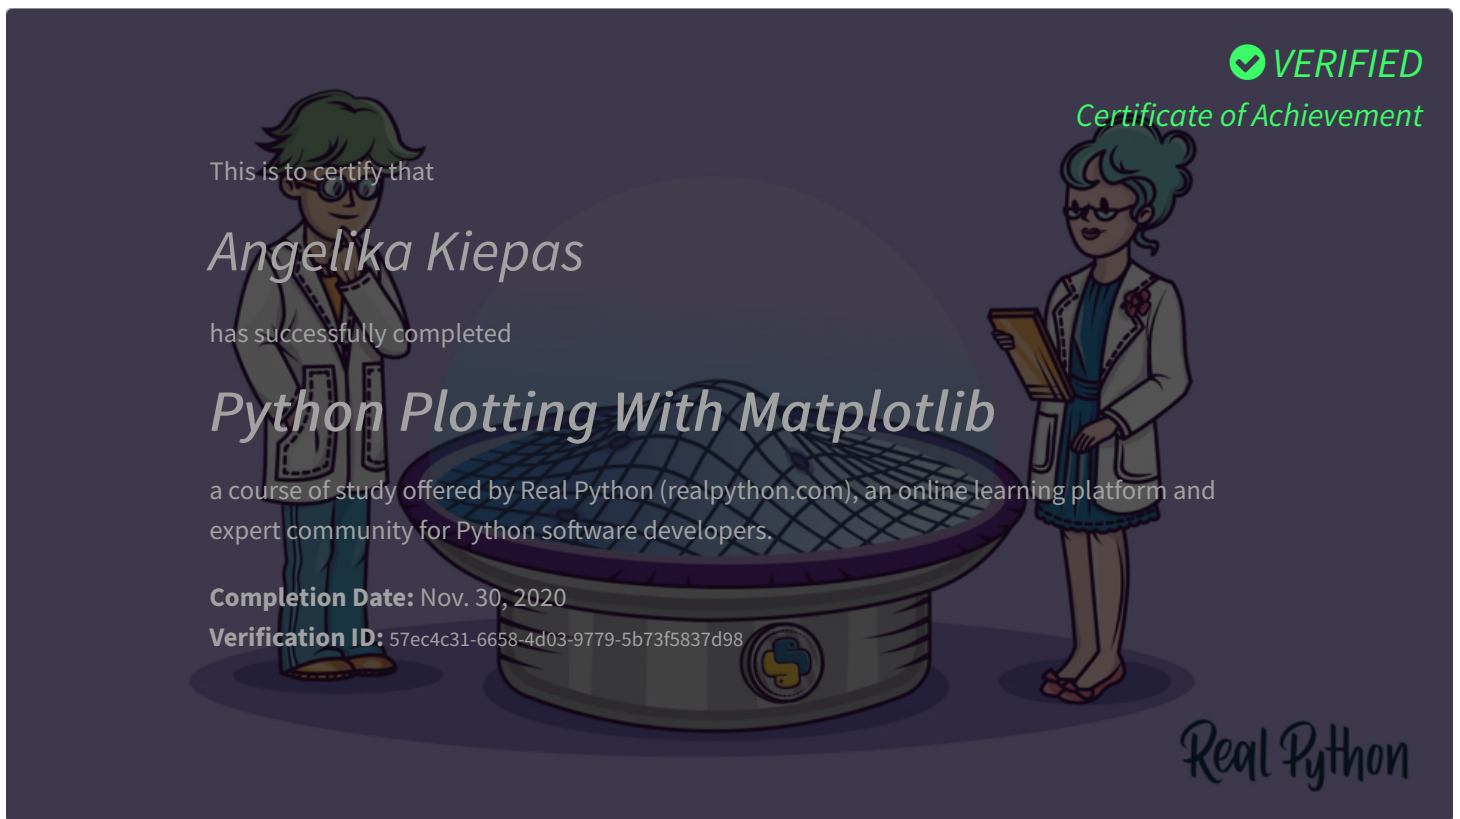 VERIFIED
Certificate of Achievement
This is to certify that
Angelika Kiepas
has successfully completed
Python Plotting With Matplotlib
a course of study offered by Real Python (realpython.com), an online learning platform and
expert community for Python software developers.
Completion Date: Nov. 30, 2020
Verification ID: 57ec4c31-6658-4d03-9779-5b73f5837d98
Real Python